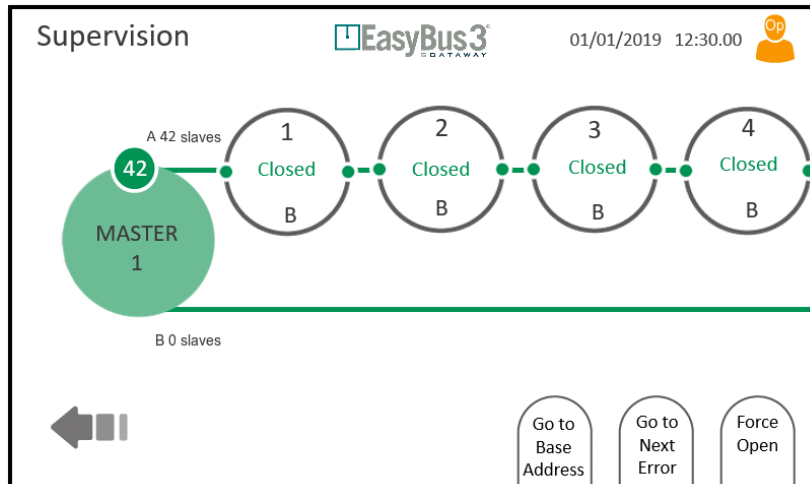 Supervision
EasyBus3
DATAWAY
01/01/2019 12:30.00
Op
A 42 slaves
42
MASTER
1
1
Closed
B
2
Closed
B
3
Closed
B
4
Closed
B
B 0 slaves
Go to
Base
Address
Go to
Next
Error
Force
Open